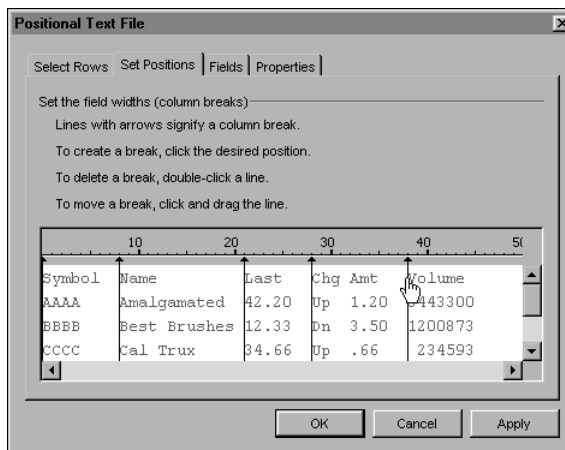 Positional Text File
Select Rows Set Positions Fields Properties
Set the field widths (column breaks)
Lines with arrows signify a column break.
To create a break, click the desired position.
To delete a break, double-click a line.
To move a break, click and drag the line.
10 20 30 40
Symbol Name Last Chg Amt Volume
AAAA Amalgamated 42.20 Up 1.20 443300
BBBB Best Brushes 12.33 Dn 3.50 1200873
CCCC Cal Trux 34.66 Up .66 234593
OK Cancel Apply